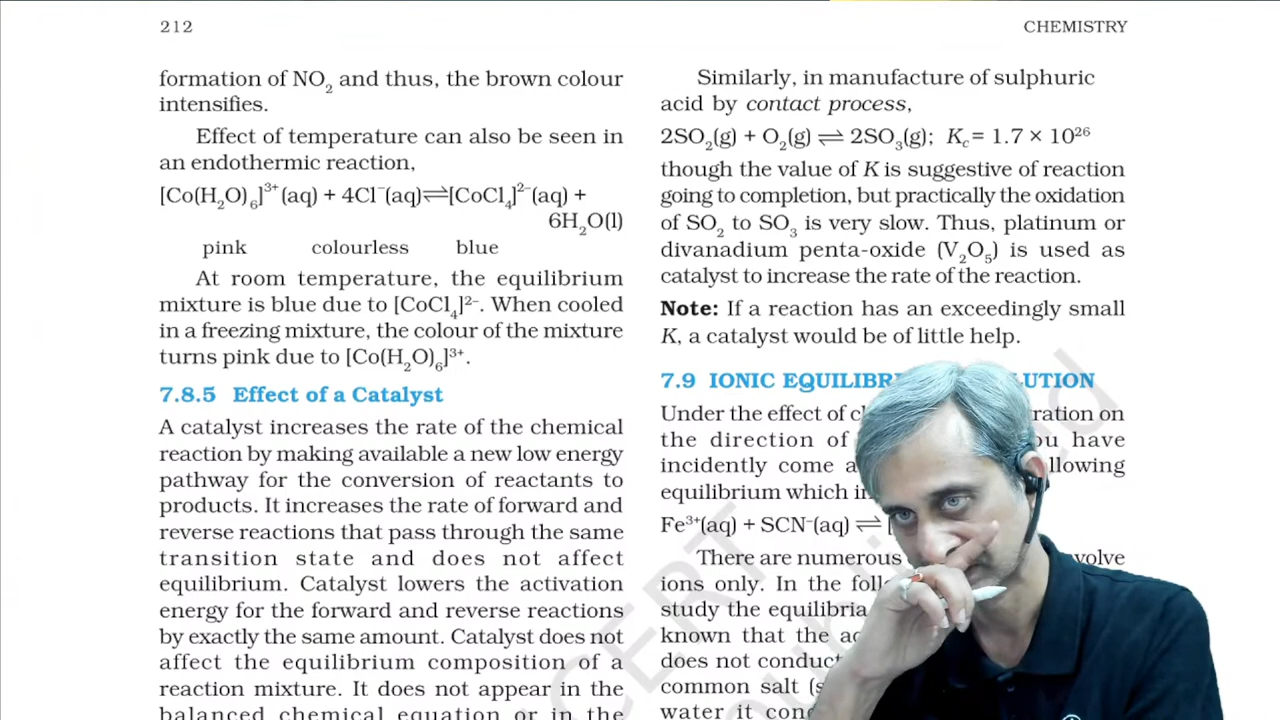 212
CHEMISTRY
formation of NO₂ and thus, the brown colour
intensifies.
Effect of temperature can also be seen in
an endothermic reaction,
[Co(H₂O)₆]³⁺(aq) + 4Cl⁻(aq)⇌[CoCl₄]²⁻(aq) +
6H₂O(l)
pink colourless blue
At room temperature, the equilibrium
mixture is blue due to [CoCl₄]²⁻. When cooled
in a freezing mixture, the colour of the mixture
turns pink due to [Co(H₂O)₆]³⁺.
7.8.5 Effect of a Catalyst
A catalyst increases the rate of the chemical
reaction by making available a new low energy
pathway for the conversion of reactants to
products. It increases the rate of forward and
reverse reactions that pass through the same
transition state and does not affect
equilibrium. Catalyst lowers the activation
energy for the forward and reverse reactions
by exactly the same amount. Catalyst does not
affect the equilibrium composition of a
reaction mixture. It does not appear in the
balanced chemical equation or in the
Similarly, in manufacture of sulphuric
acid by contact process,
2SO₂(g) + O₂(g) ⇌ 2SO₃(g); Kc = 1.7 × 10²⁶
though the value of K is suggestive of reaction
going to completion, but practically the oxidation
of SO₂ to SO₃ is very slow. Thus, platinum or
divanadium penta-oxide (V₂O₅) is used as
catalyst to increase the rate of the reaction.
Note: If a reaction has an exceedingly small
K, a catalyst would be of little help.
7.9 IONIC
Under the effect of on
the direction of have
incidently come
equilibrium which
Fe³⁺(aq) + SCN⁻(aq) ⇌ [
There are numerous
ions only. In the
study the equilibria
known that the
does not conduct
common salt
water it